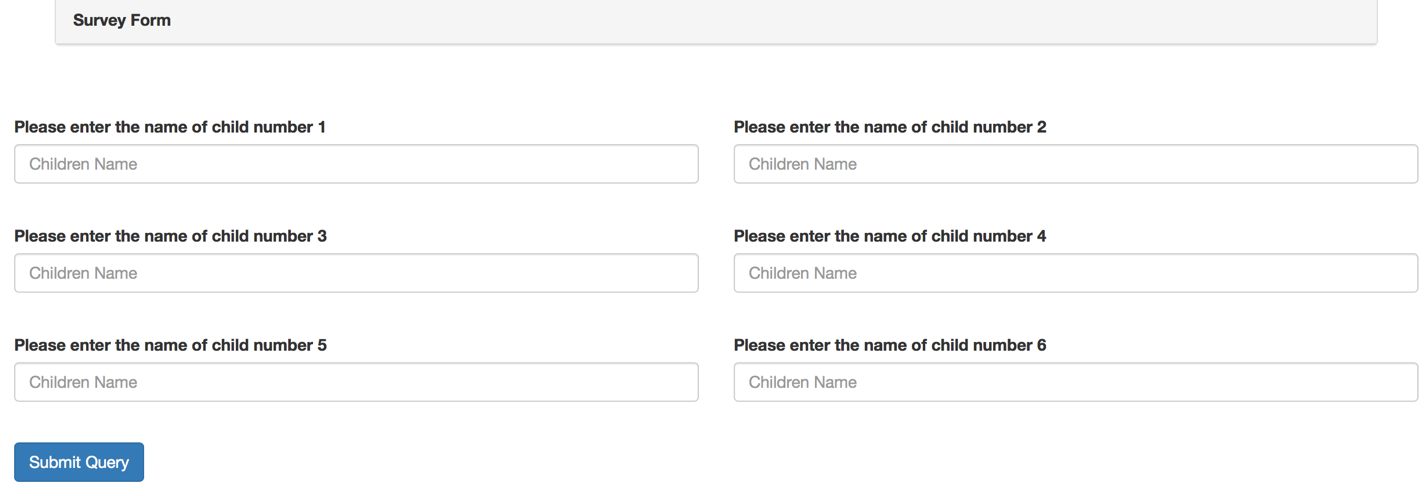 Survey Form
Please enter the name of child number 1
Please enter the name of child number 2
Children Name
Children Name
Please enter the name of child number 3
Please enter the name of child number 4
Children Name
Children Name
Please enter the name of child number 5
Please enter the name of child number 6
Children Name
Children Name
Submit Query